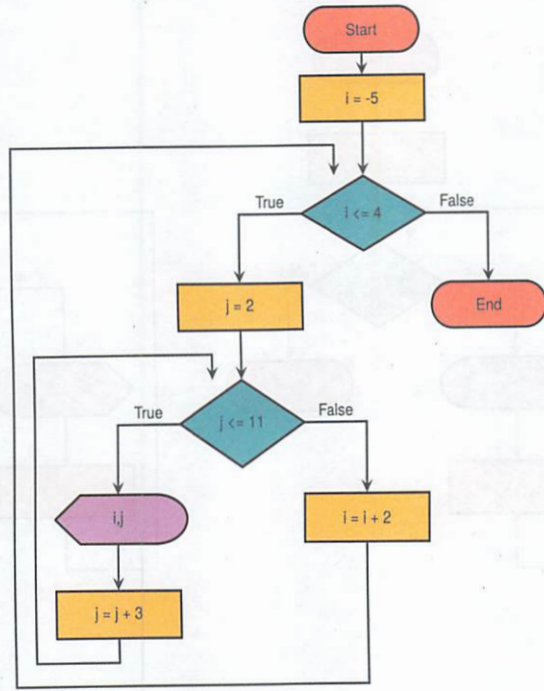 Start
i = -5
i <= 4
True
False
j = 2
End
j <= 11
True
False
i,j
i = i + 2
j = j + 3